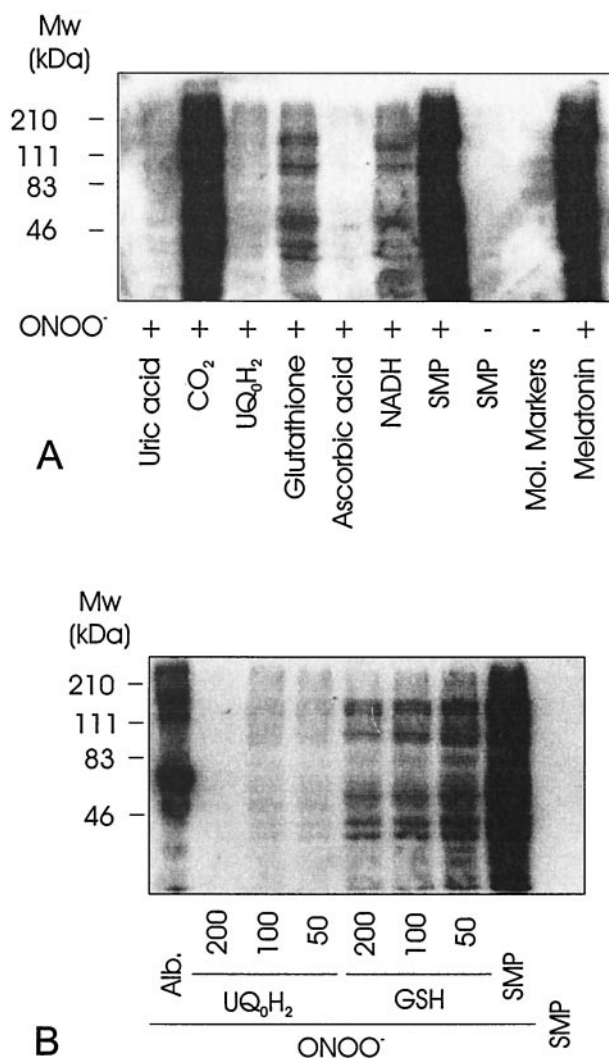 Mw
(kDa)
210 –
111 –
83 –
46 –
ONOO⁻ + + + + + + + - - +
Uric acid
CO₂
UQ₀H₂
Glutathione
Ascorbic acid
NADH
SMP
SMP
Mol. Markers
Melatonin
A
Mw
(kDa)
210 –
111 –
83 –
46 –
Alb.
200
100
50
200
100
50
SMP
SMP
UQ₀H₂
GSH
ONOO⁻
B